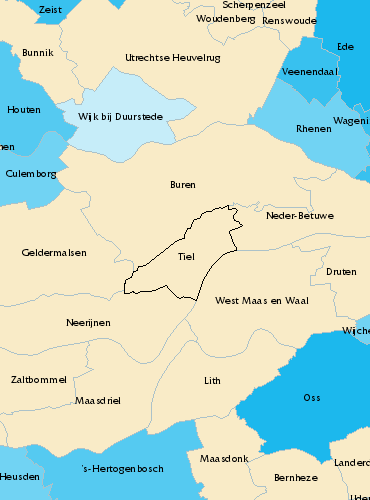 Scherpenzeel
Zeist
Woudenberg
Renswoude
Ede
Bunnik
Utrechtse Heuvelrug
Veenendaal
Houten
Wijk bij Duurstede
Wageni
Rhenen
nen
Culemborg
Buren
Neder-Betuwe
Geldermalsen
Tiel
Druten
West Maas en Waal
Neerijnen
Wijche
Zaltbommel
Lith
Maasdriel
Oss
Maasdonk
Landerd
's-Hertogenbosch
Heusden
Bernheze
Uden